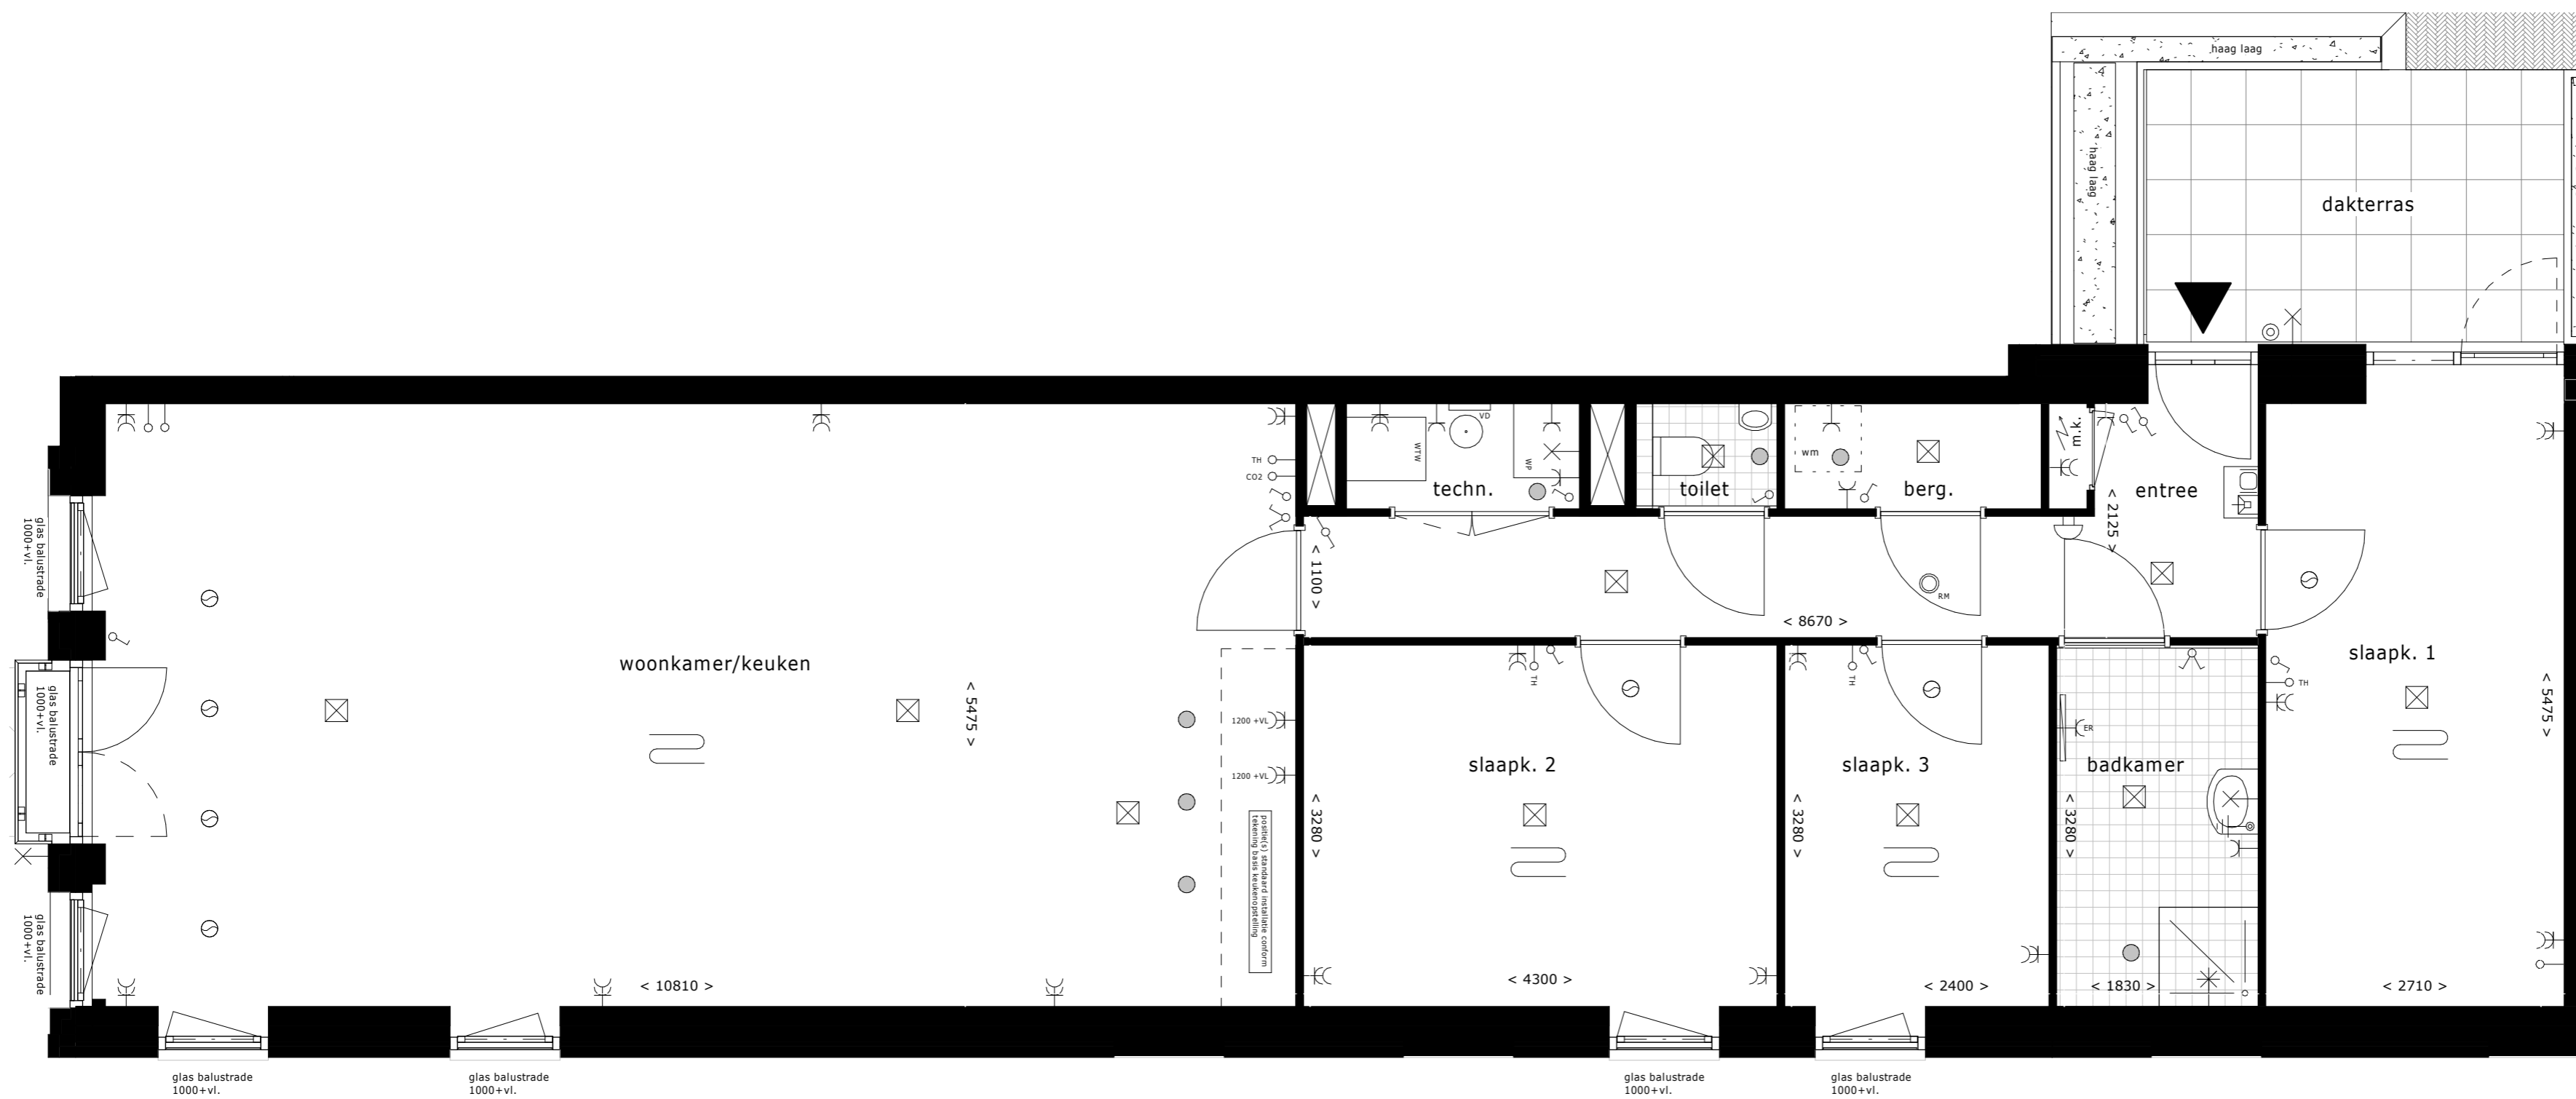 haag laag
haag laag
dakterras
m.k.
entree
< 2125 >
VD
WTW
WP
techn.
toilet
wm
berg.
TH
CO2
< 1100 >
RM
< 8670 >
glas balustrade
1000+vl.
glas balustrade
1000+vl.
glas balustrade
1000+vl.
woonkamer/keuken
< 5475 >
1200 +VL
1200 +VL
positie(s) standaard installatie conform
tekening basis keukenopstelling
< 10810 >
TH
slaapk. 2
< 3280 >
< 4300 >
TH
slaapk. 3
< 3280 >
< 2400 >
ER
badkamer
< 3280 >
< 1830 >
slaapk. 1
TH
< 5475 >
< 2710 >
glas balustrade
1000+vl.
glas balustrade
1000+vl.
glas balustrade
1000+vl.
glas balustrade
1000+vl.